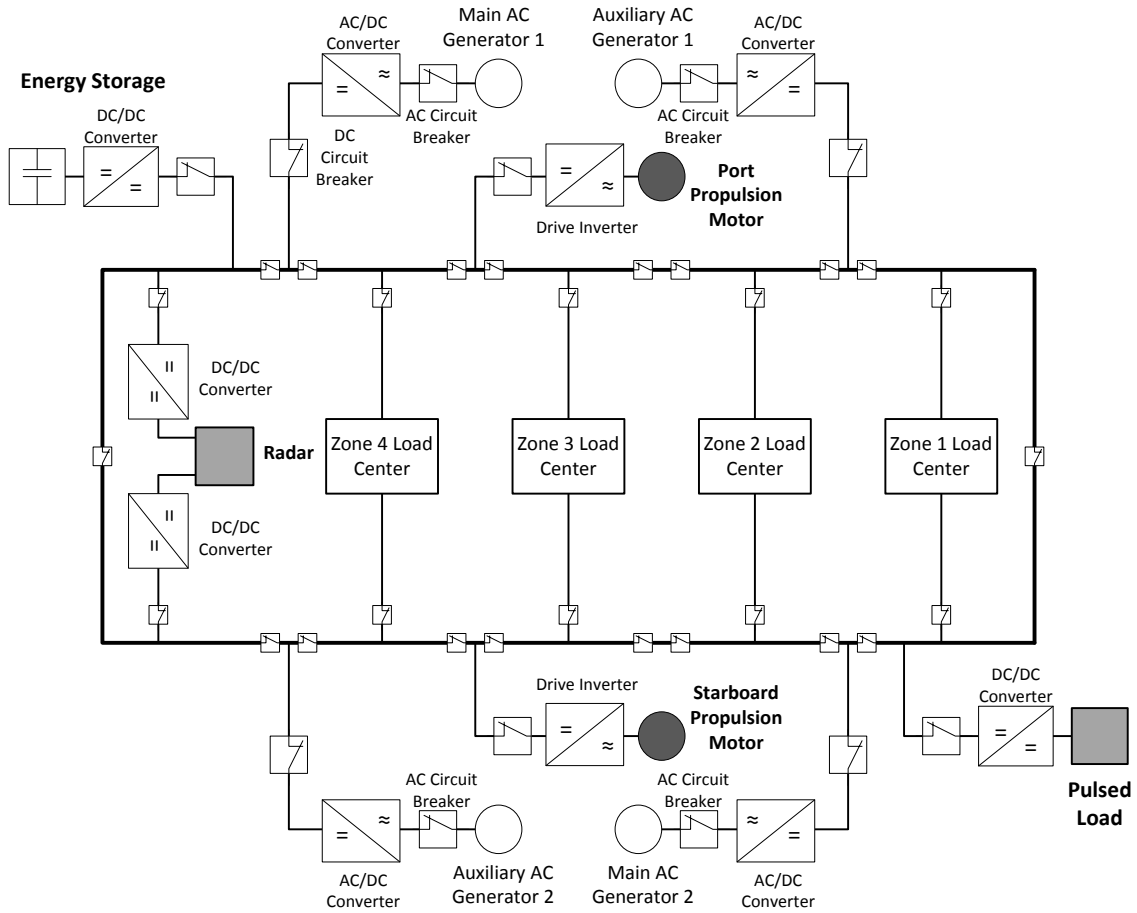 Main AC
Generator 1
Auxiliary AC
Generator 1
AC/DC
Converter
AC/DC
Converter
Energy Storage
DC/DC
Converter
=
≈
≈
=
DC
Circuit
Breaker
AC Circuit
Breaker
AC Circuit
Breaker
=
=
=
≈
Port
Propulsion
Motor
Drive Inverter
=
=
DC/DC
Converter
Radar
Zone 4 Load
Center
Zone 3 Load
Center
Zone 2 Load
Center
Zone 1 Load
Center
=
=
DC/DC
Converter
Drive Inverter
=
≈
Starboard
Propulsion
Motor
DC/DC
Converter
=
=
Pulsed
Load
AC Circuit
Breaker
AC Circuit
Breaker
=
≈
≈
=
AC/DC
Converter
Auxiliary AC
Generator 2
Main AC
Generator 2
AC/DC
Converter